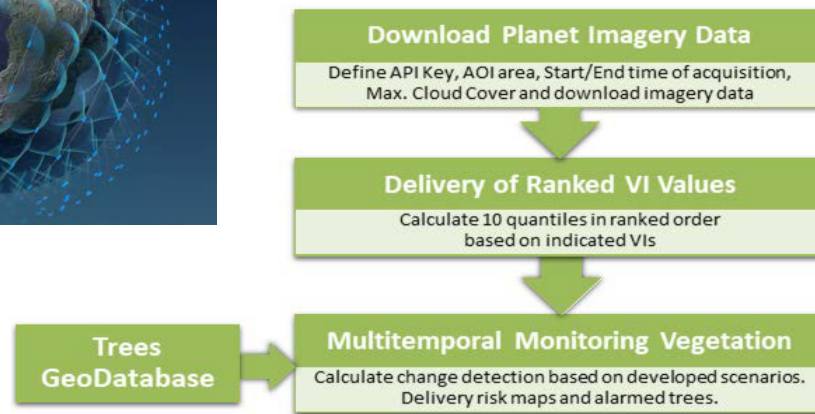 Download Planet Imagery Data
Define API Key, AOI area, Start/End time of acquisition,
Max. Cloud Cover and download imagery data
Delivery of Ranked VI Values
Calculate 10 quantiles in ranked order
based on indicated VIs
Trees
GeoDatabase
Multitemporal Monitoring Vegetation
Calculate change detection based on developed scenarios.
Delivery risk maps and alarmed trees.